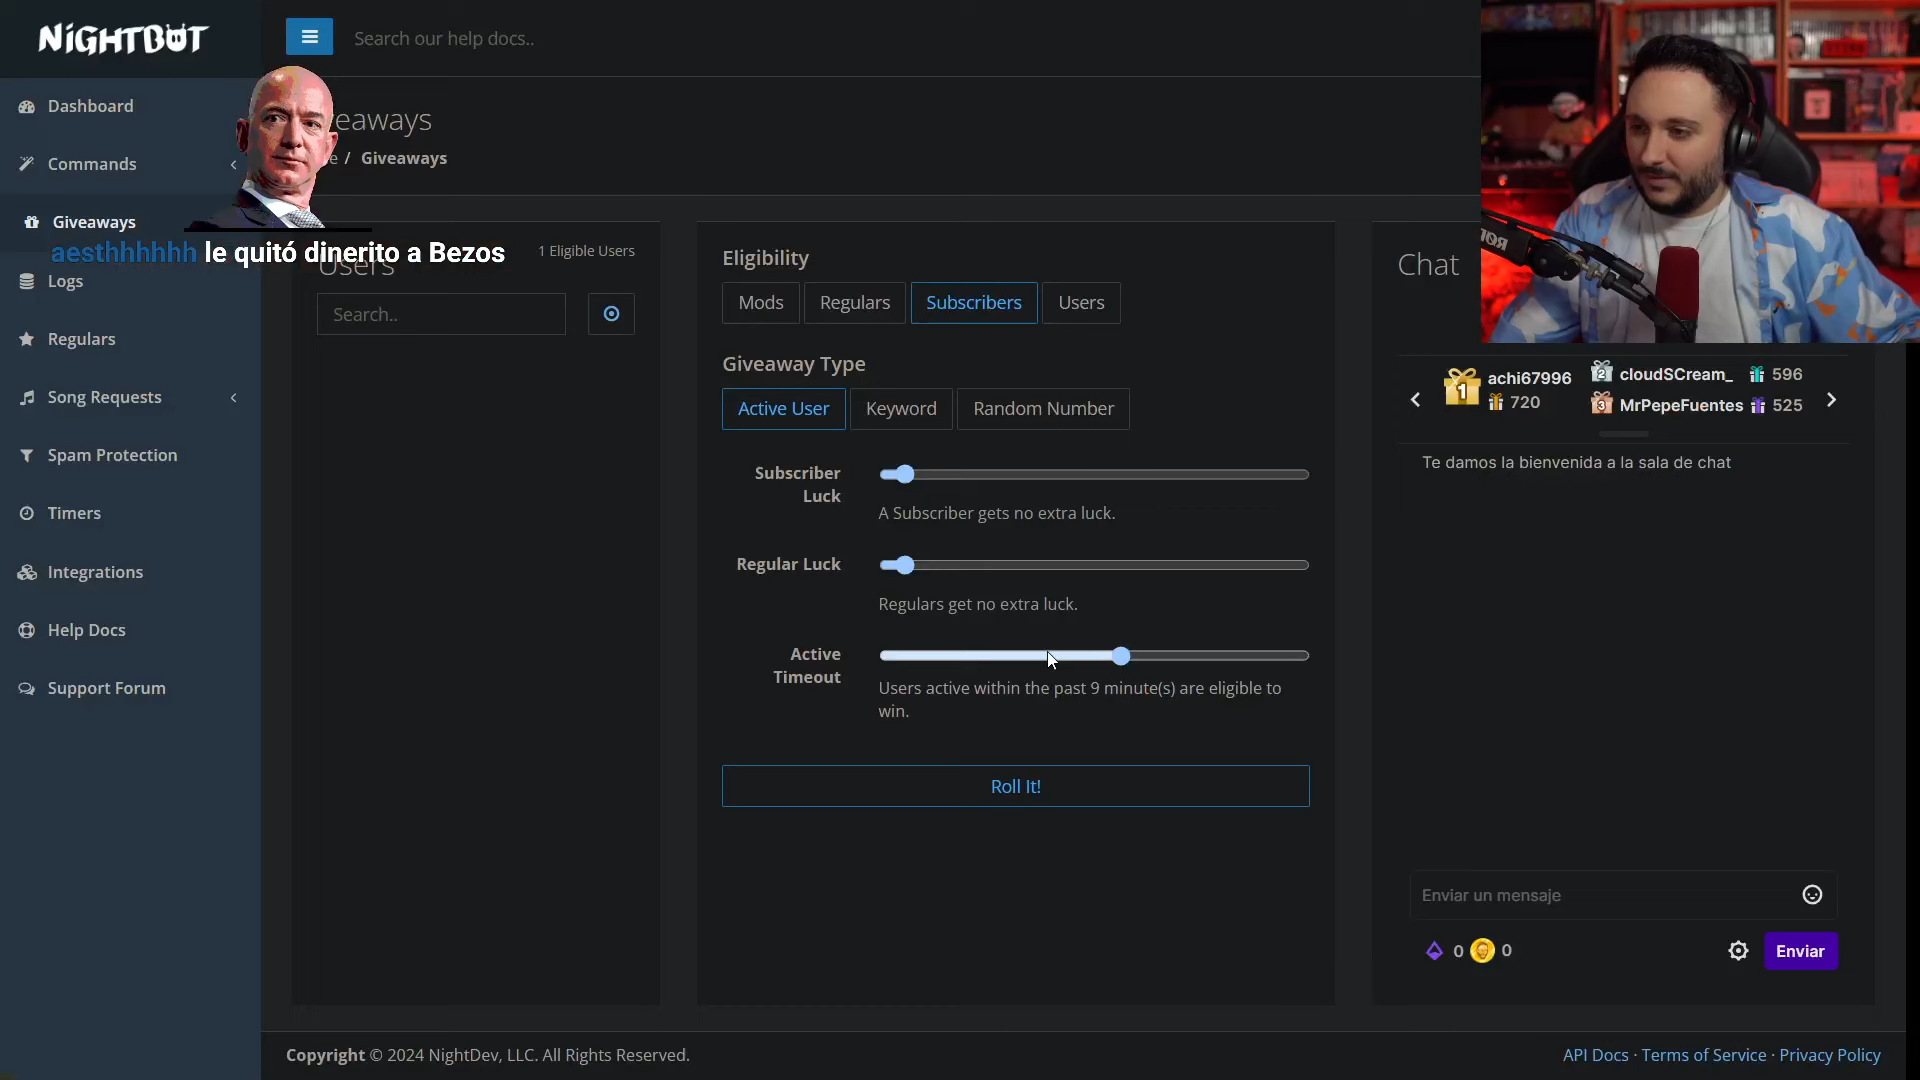 NiGHTBOT
Search our help docs..
Dashboard
Commands
Giveaways
Logs
Regulars
Song Requests
Spam Protection
Timers
Integrations
Help Docs
Support Forum
eaways
e / Giveaways
aesthhhhhh le quitó dinerito a Bezos
Users
1 Eligible Users
Search..
Eligibility
Mods Regulars Subscribers Users
Giveaway Type
Active User Keyword Random Number
Subscriber
Luck
A Subscriber gets no extra luck.
Regular Luck
Regulars get no extra luck.
Active
Timeout
Users active within the past 9 minute(s) are eligible to
win.
Roll It!
RØD
Chat
1 achi67996
720
2 cloudSCream_ 596
3 MrPepeFuentes 525
Te damos la bienvenida a la sala de chat
Enviar un mensaje
0 0
Enviar
Copyright © 2024 NightDev, LLC. All Rights Reserved.
API Docs · Terms of Service · Privacy Policy